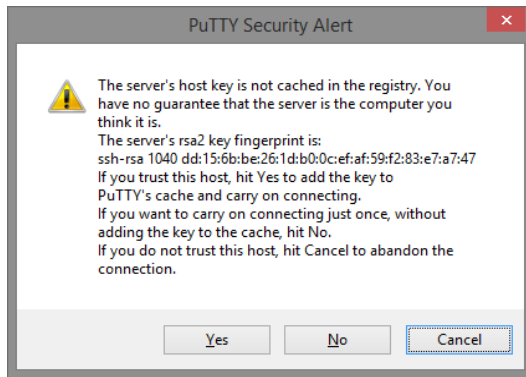 PuTTY Security Alert
The server's host key is not cached in the registry. You
have no guarantee that the server is the computer you
think it is.
The server's rsa2 key fingerprint is:
ssh-rsa 1040 dd:15:6b:be:26:1d:b0:0c:ef:af:59:f2:83:e7:a7:47
If you trust this host, hit Yes to add the key to
PuTTY's cache and carry on connecting.
If you want to carry on connecting just once, without
adding the key to the cache, hit No.
If you do not trust this host, hit Cancel to abandon the
connection.
Yes No Cancel